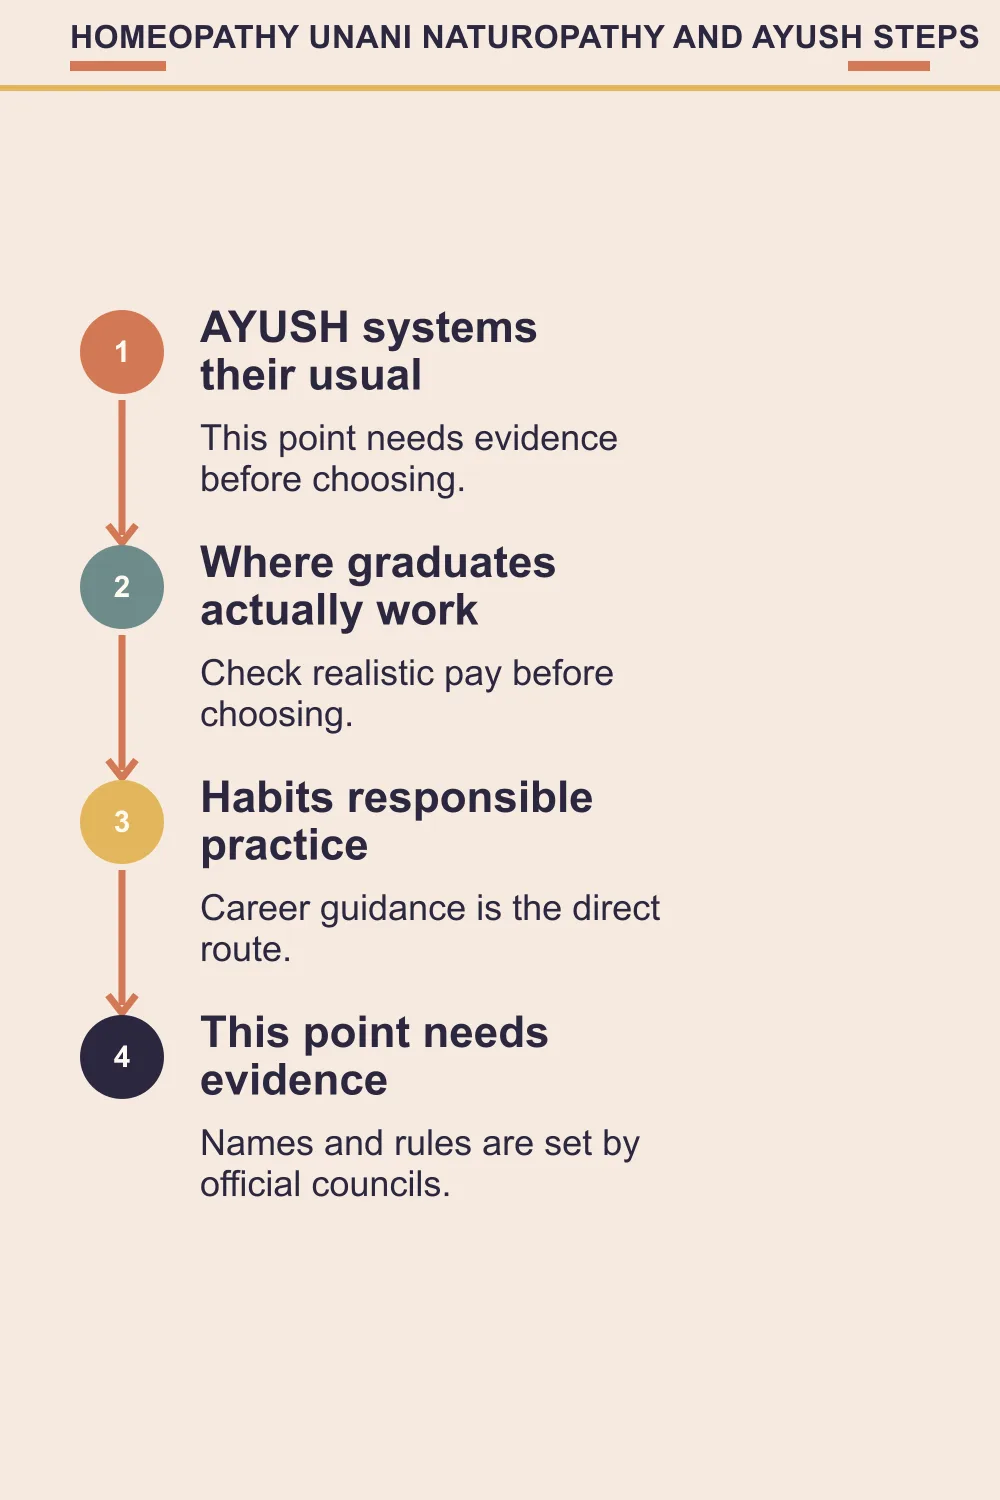 HOMEOPATHY UNANI NATUROPATHY AND AYUSH STEPS
1
AYUSH systems
their usual
This point needs evidence
before choosing.
2
Where graduates
actually work
Check realistic pay before
choosing.
3
Habits responsible
practice
Career guidance is the direct
route.
4
This point needs
evidence
Names and rules are set by
official councils.